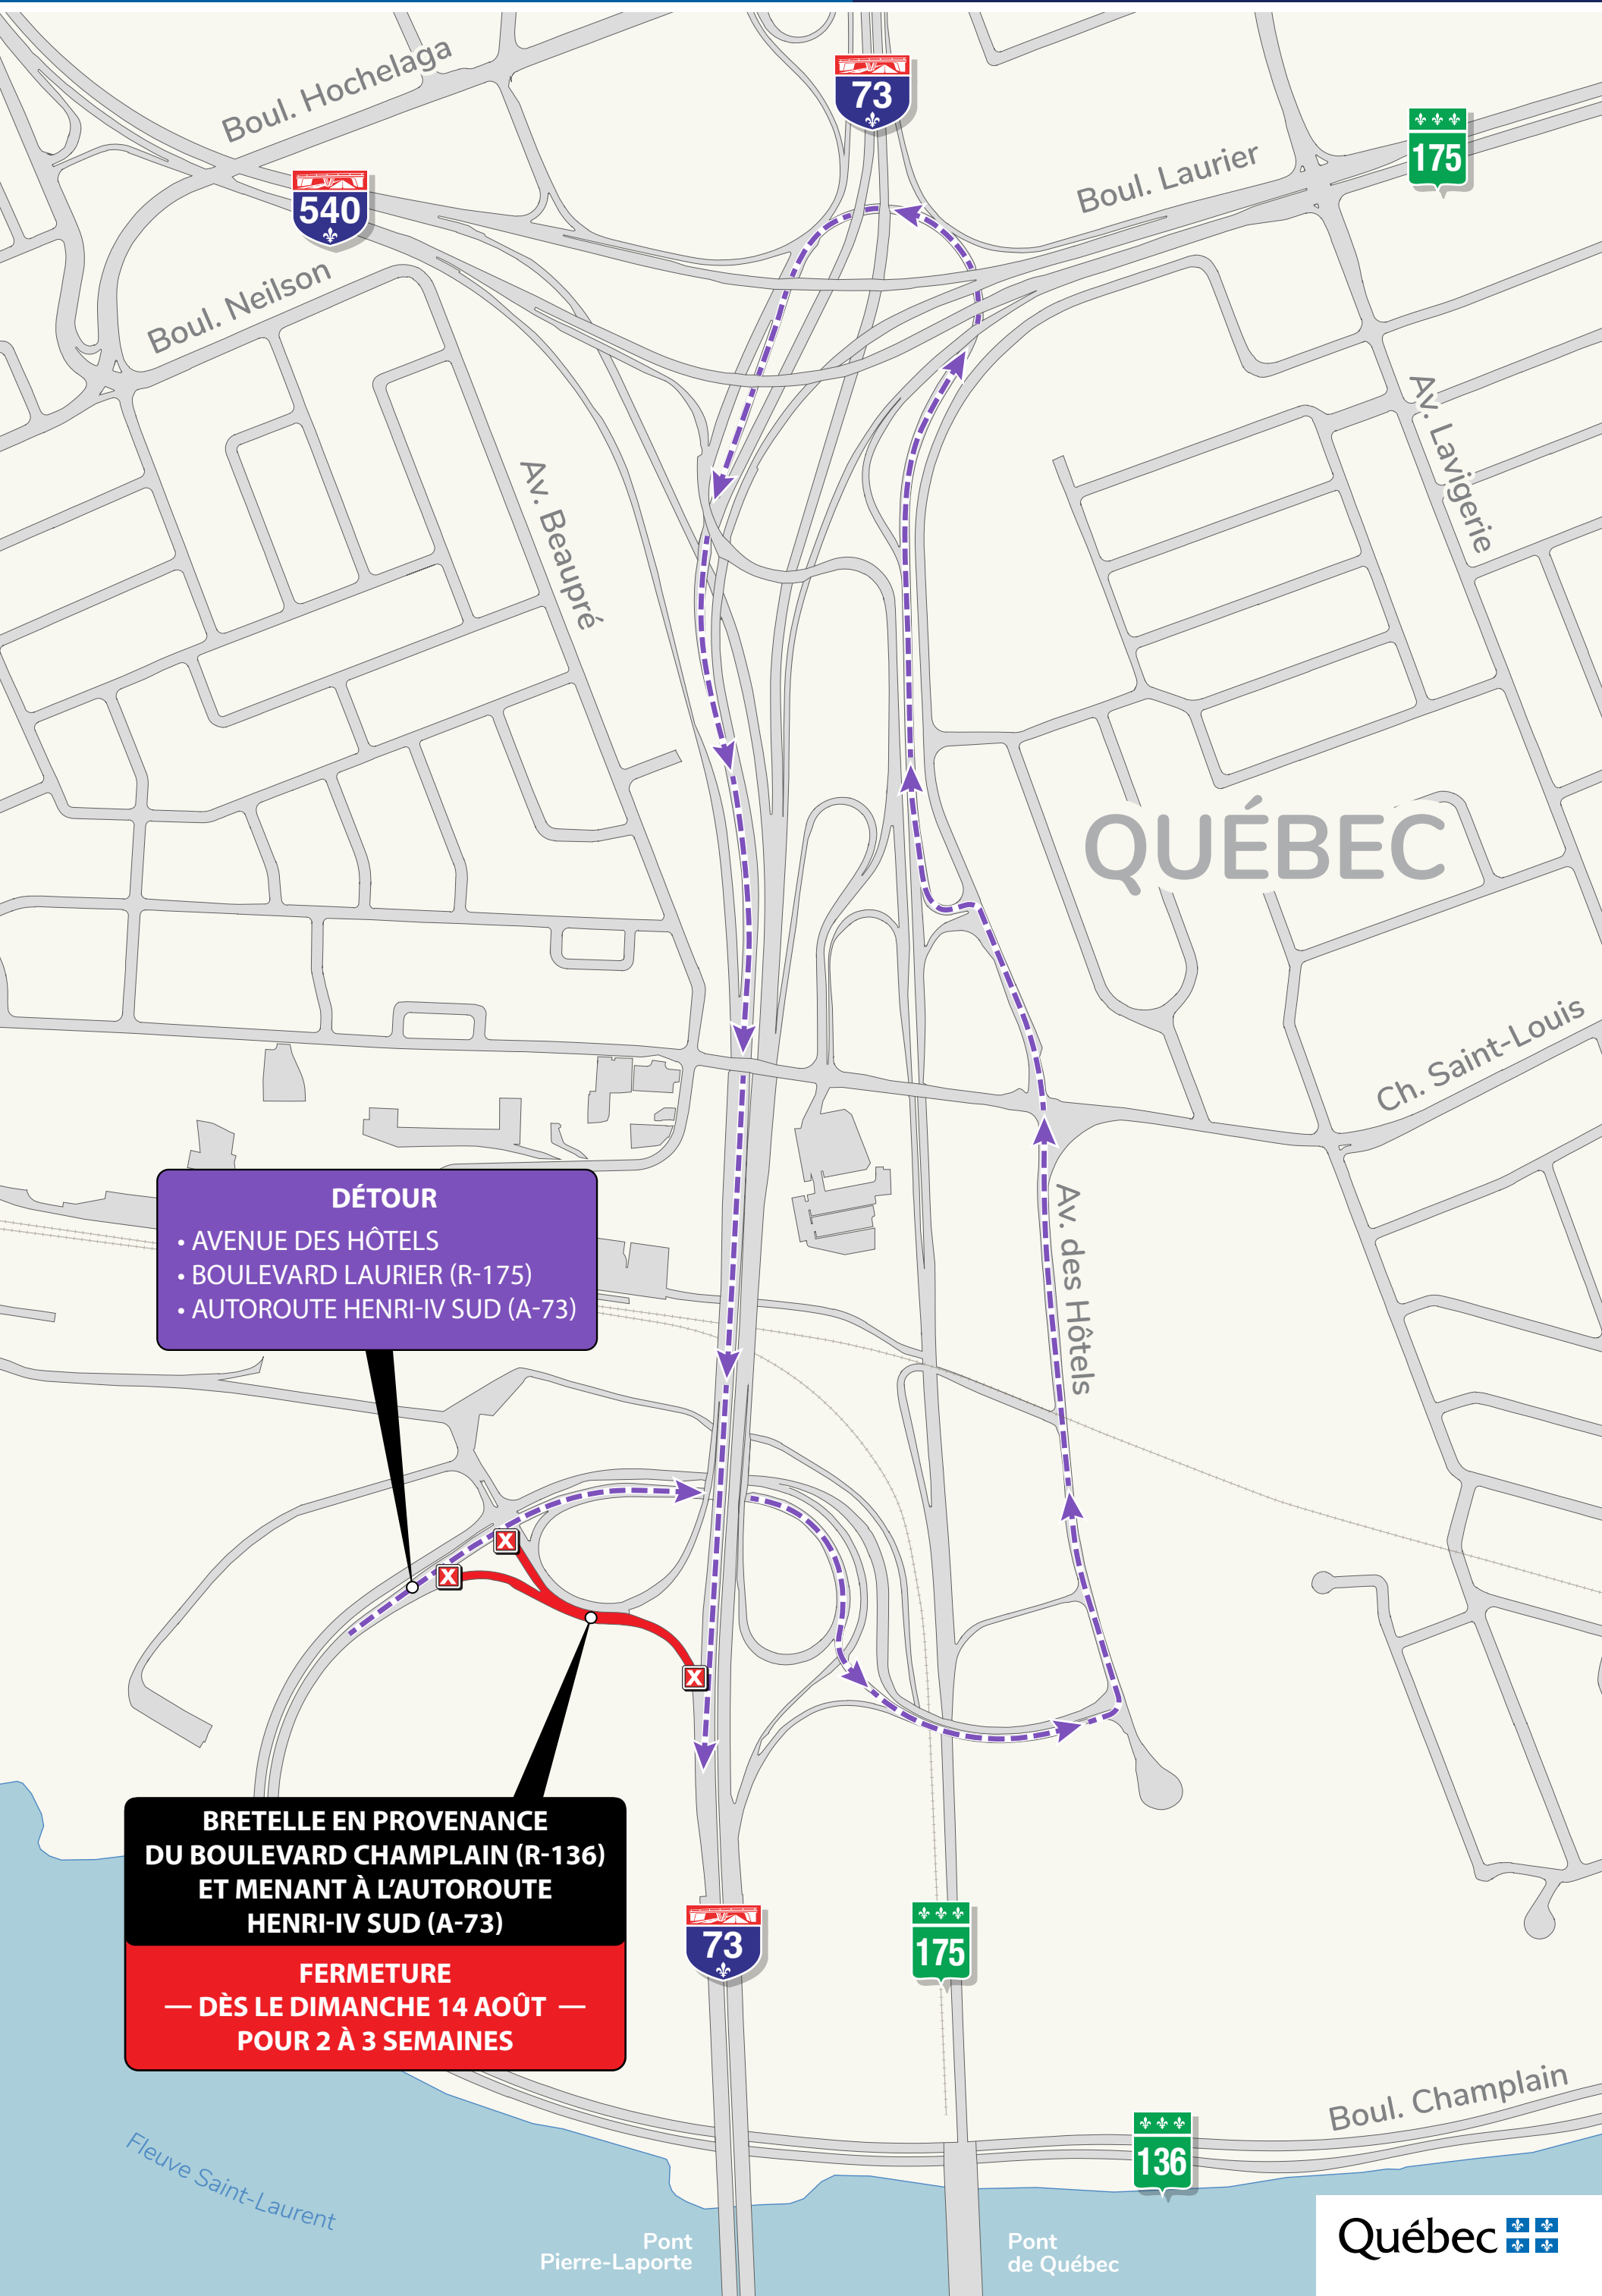 Boul. Hochelaga
73
175
Boul. Laurier
540
Boul. Neilson
Av. Lavigerie
Av. Beaupré
QUÉBEC
Ch. Saint-Louis
DÉTOUR
• AVENUE DES HÔTELS
• BOULEVARD LAURIER (R-175)
• AUTOROUTE HENRI-IV SUD (A-73)
Av. des Hôtels
X
X
X
BRETELLE EN PROVENANCE
DU BOULEVARD CHAMPLAIN (R-136)
ET MENANT À L’AUTOROUTE
HENRI-IV SUD (A-73)
FERMETURE
— DÈS LE DIMANCHE 14 AOÛT —
POUR 2 À 3 SEMAINES
73
175
Boul. Champlain
136
Fleuve Saint-Laurent
Pont
Pierre-Laporte
Pont
de Québec
Québec